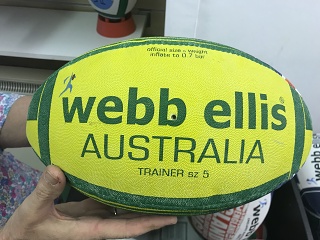 official size & weight
inflate to 0.7 bar
webb ellis®
AUSTRALIA
TRAINER sz 5